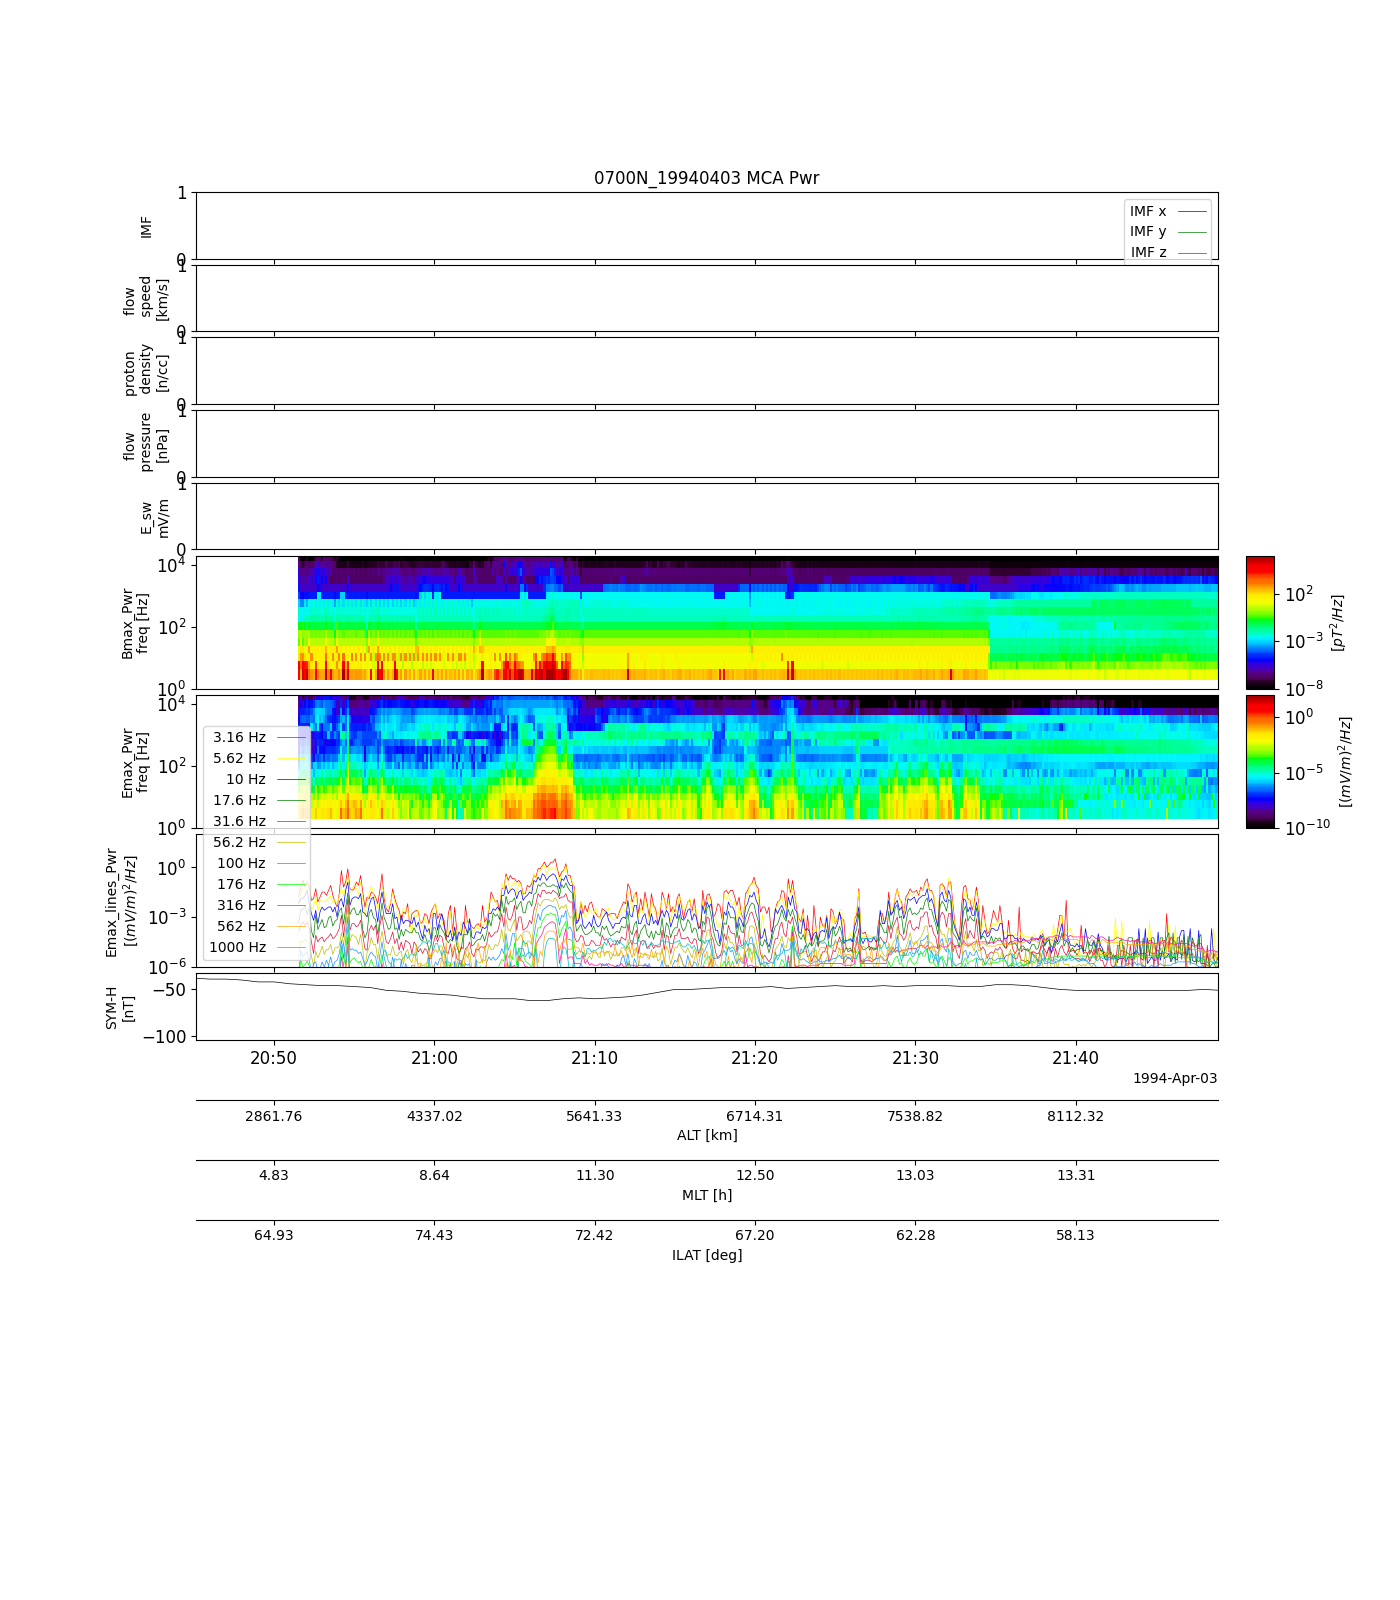 0700N_19940403 MCA Pwr
1
IMF
0
IMF x
IMF y
IMF z
1
flow
speed
[km/s]
0
1
proton
density
[n/cc]
0
1
flow
pressure
[nPa]
0
1
E_sw
mV/m
0
10^4
10^2
10^0
Bmax_Pwr
freq [Hz]
10^2
10^-3
10^-8
[pT^2/Hz]
10^4
10^2
10^0
Emax_Pwr
freq [Hz]
10^0
10^-5
10^-10
[(mV/m)^2/Hz]
3.16 Hz
5.62 Hz
10 Hz
17.6 Hz
31.6 Hz
56.2 Hz
100 Hz
176 Hz
316 Hz
562 Hz
1000 Hz
10^0
10^-3
10^-6
Emax_lines_Pwr
[(mV/m)^2/Hz]
−50
−100
SYM-H
[nT]
20:50 21:00 21:10 21:20 21:30 21:40
1994-Apr-03
2861.76 4337.02 5641.33 6714.31 7538.82 8112.32
ALT [km]
4.83 8.64 11.30 12.50 13.03 13.31
MLT [h]
64.93 74.43 72.42 67.20 62.28 58.13
ILAT [deg]